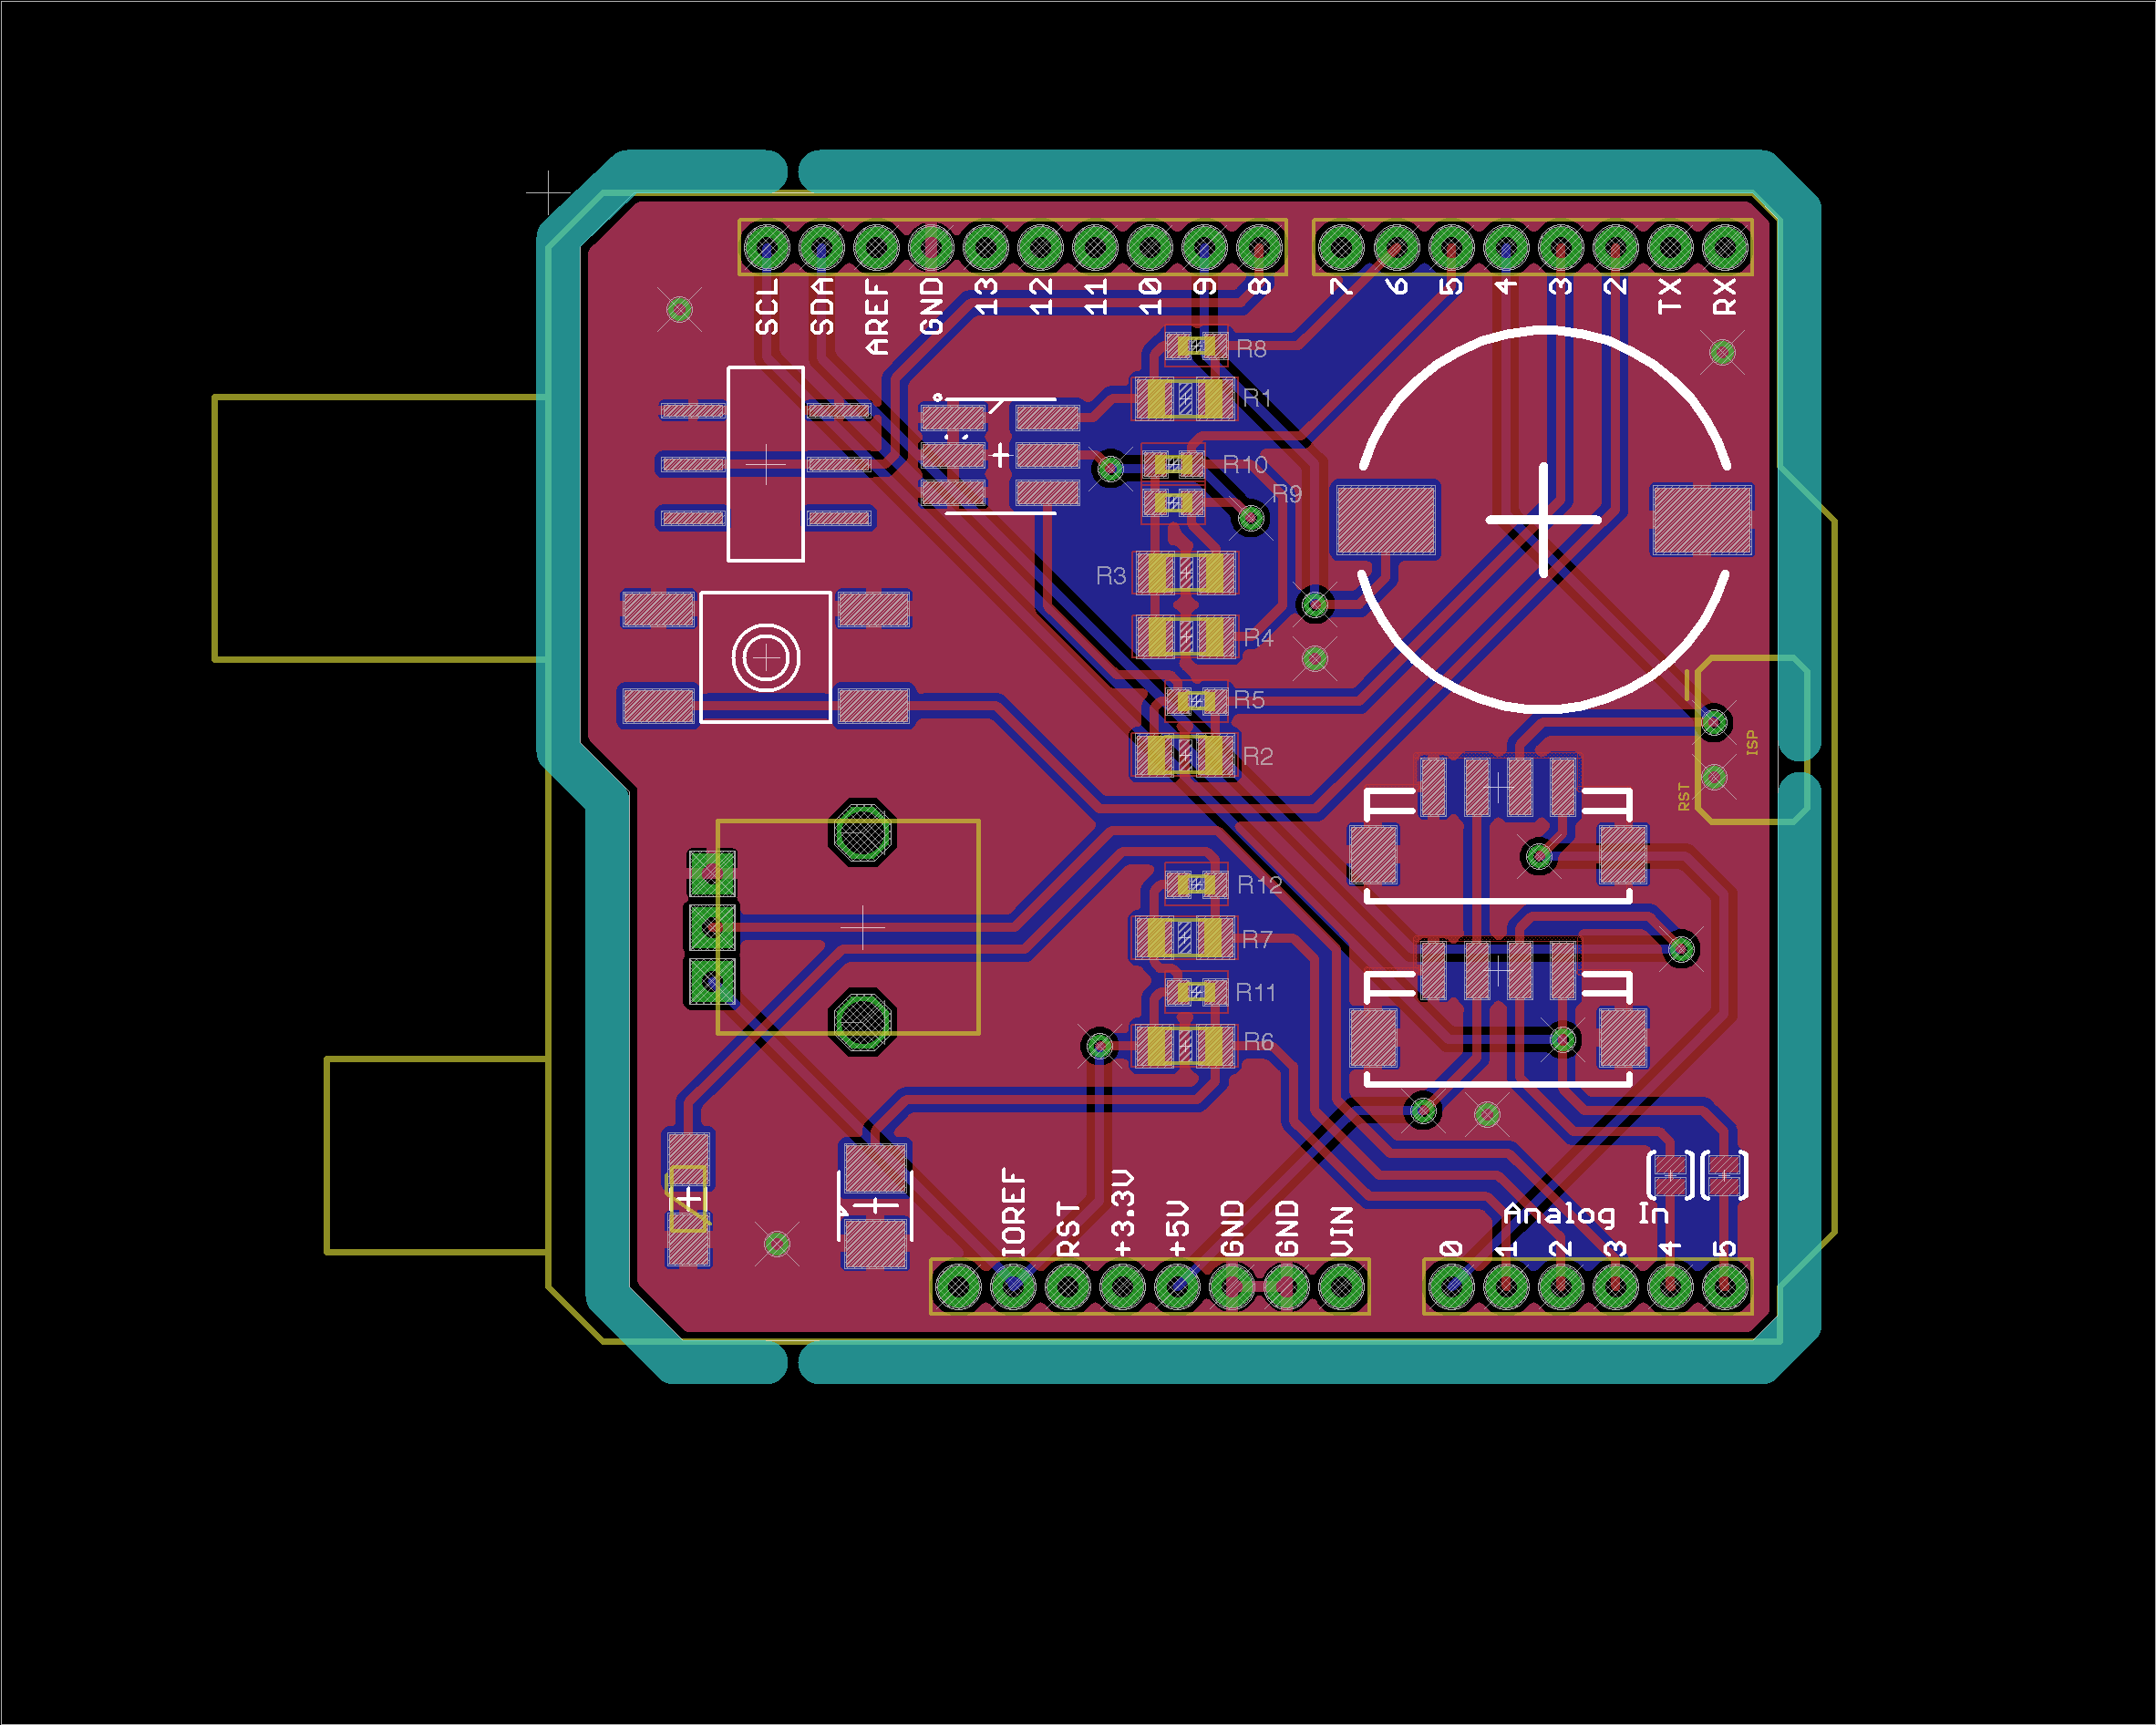 SCL
SDA
AREF
GND
13
12
11
10
9
8
7
6
5
4
3
2
TX
RX
R8
R1
R10
R9
R3
R4
R5
R2
ISP
RST
R12
R7
R11
R6
IOREF
RST
+3.3V
+5V
GND
GND
VIN
Analog In
0
1
2
3
4
5